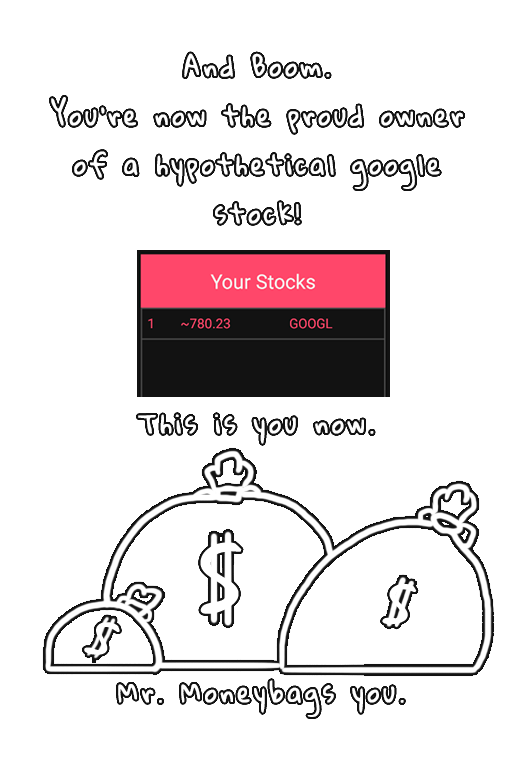 And Boom.
You're now the proud owner
of a hypothetical google
stock!
Your Stocks
1 ~780.23 GOOGL
This is you now.
$
$
$
Mr. Moneybags you.